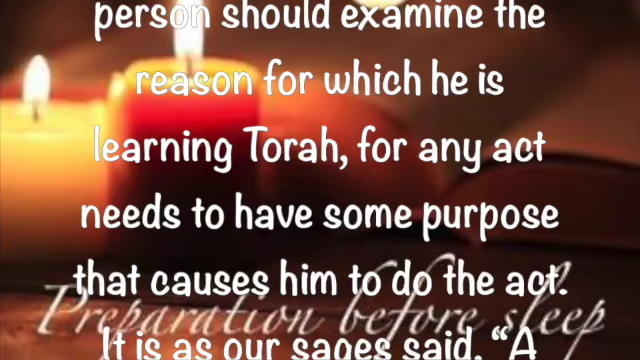 person should examine the
reason for which he is
learning Torah, for any act
needs to have some purpose
that causes him to do the act.
Preparation before sleep
It is as our sages said, “A